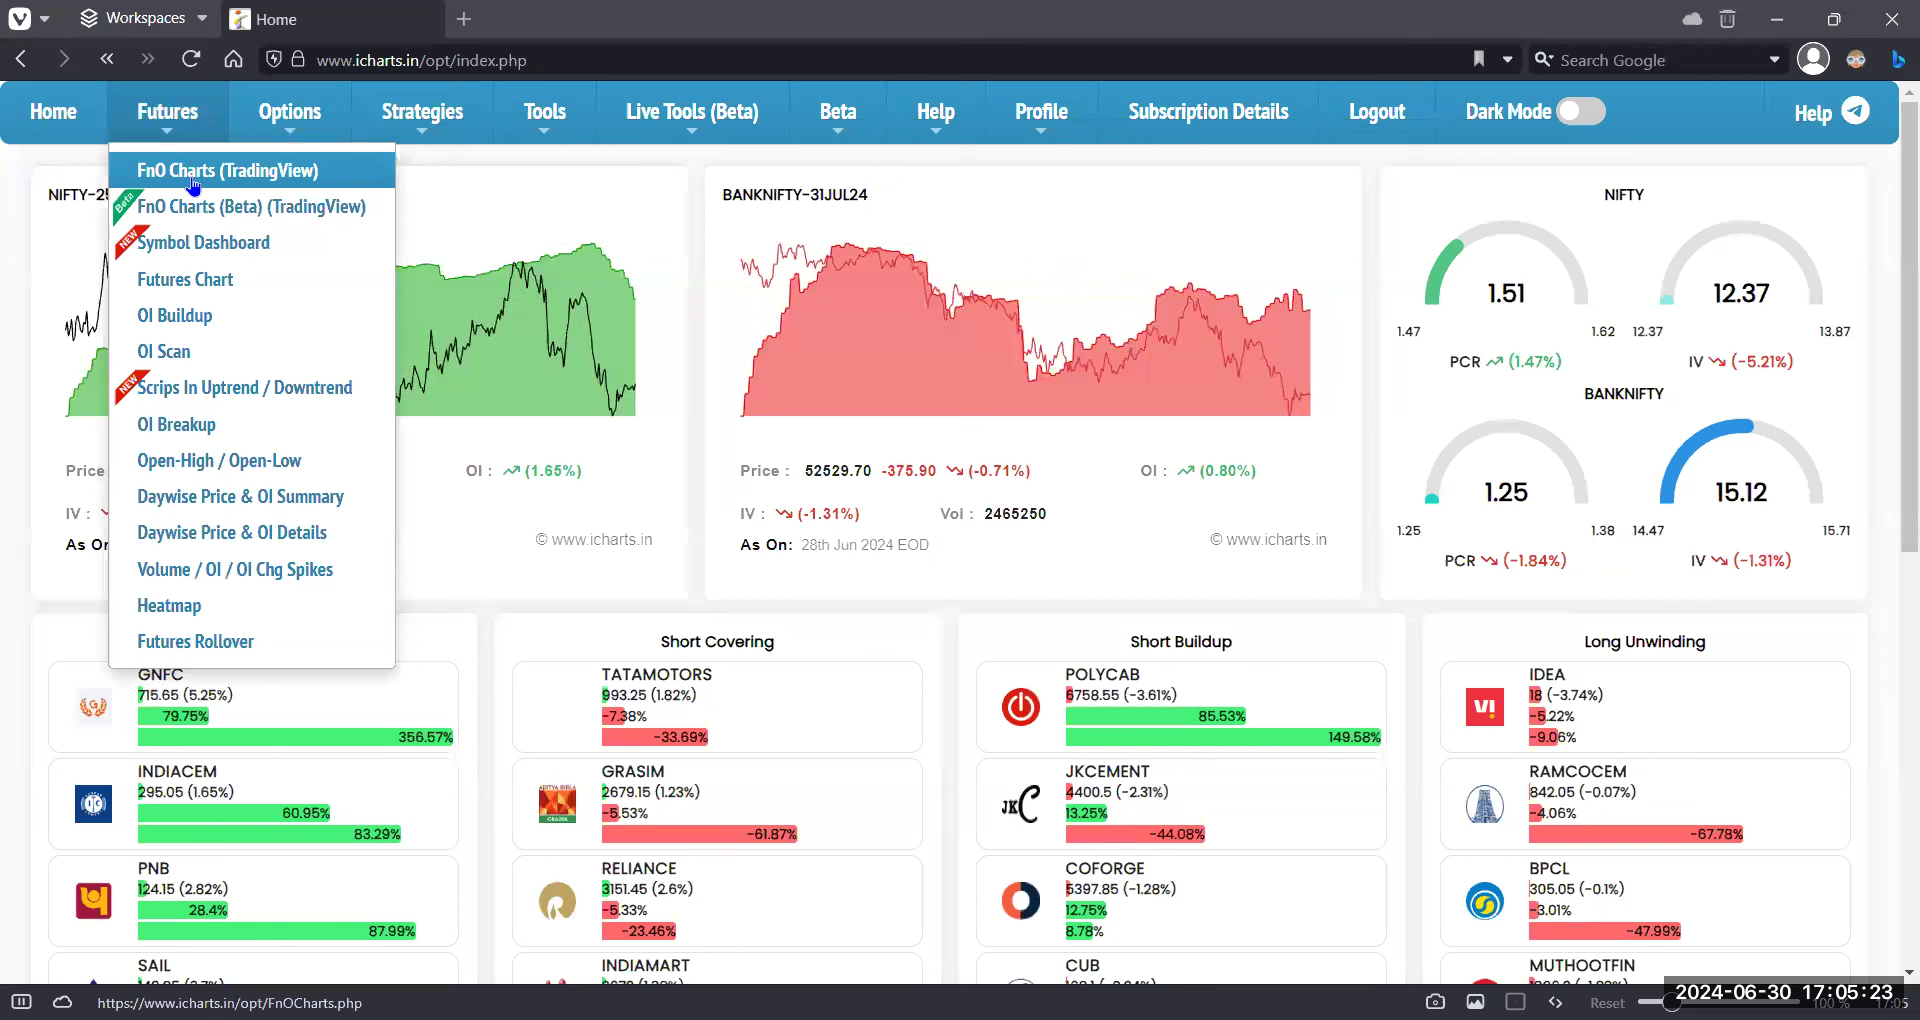 Workspaces
Home
www.icharts.in/opt/index.php
Search Google
Home
Futures
Options
Strategies
Tools
Live Tools (Beta)
Beta
Help
Profile
Subscription Details
Logout
Dark Mode
Help
FnO Charts (TradingView)
Beta
FnO Charts (Beta) (TradingView)
NEW
Symbol Dashboard
Futures Chart
OI Buildup
OI Scan
NEW
Scrips In Uptrend / Downtrend
OI Breakup
Open-High / Open-Low
Daywise Price & OI Summary
Daywise Price & OI Details
Volume / OI / OI Chg Spikes
Heatmap
Futures Rollover
NIFTY-25
Price
OI : (1.65%)
IV :
© www.icharts.in
As On
BANKNIFTY-31JUL24
Price : 52529.70 -375.90 (-0.71%)
OI : (0.80%)
IV : (-1.31%)
Vol : 2465250
© www.icharts.in
As On: 28th Jun 2024 EOD
NIFTY
1.51
12.37
1.47
1.62
12.37
13.87
PCR (1.47%)
IV (-5.21%)
BANKNIFTY
1.25
15.12
1.25
1.38
14.47
15.71
PCR (-1.84%)
IV (-1.31%)
GNFC
715.65 (5.25%)
79.75%
356.57%
INDIACEM
295.05 (1.65%)
60.95%
83.29%
PNB
124.15 (2.82%)
28.4%
87.99%
SAIL
Short Covering
TATAMOTORS
993.25 (1.82%)
-7.38%
-33.69%
ADITYA BIRLA
GRASIM
GRASIM
2679.15 (1.23%)
-5.53%
-61.87%
RELIANCE
3151.45 (2.6%)
-5.33%
-23.46%
INDIAMART
Short Buildup
POLYCAB
6758.55 (-3.61%)
85.53%
149.58%
JKC
JKCEMENT
4400.5 (-2.31%)
13.25%
-44.08%
COFORGE
5397.85 (-1.28%)
12.75%
8.78%
CUB
Long Unwinding
VI
IDEA
18 (-3.74%)
-5.22%
-9.06%
RAMCOCEM
842.05 (-0.07%)
-4.06%
-67.78%
BPCL
305.05 (-0.1%)
-3.01%
-47.99%
MUTHOOTFIN
https://www.icharts.in/opt/FnOCharts.php
Reset
2024-06-30 17:05:23
100 %
17:05